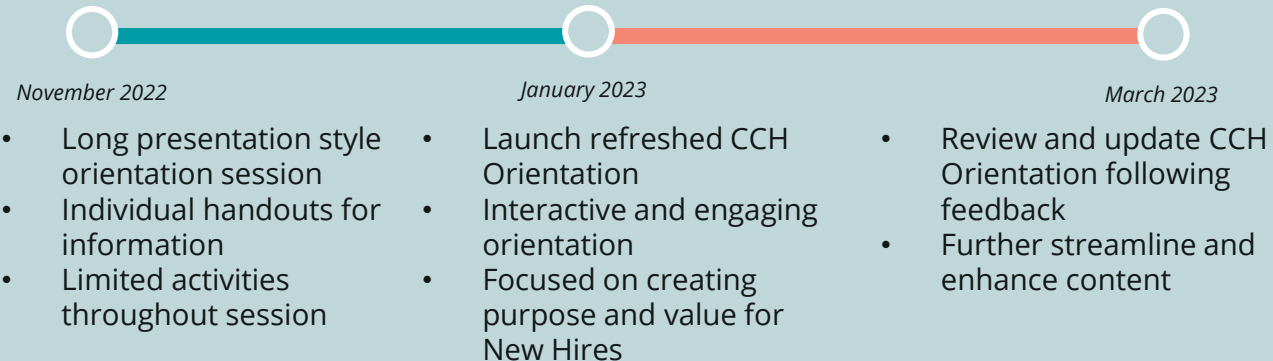 November 2022
• Long presentation style
orientation session
• Individual handouts for
information
• Limited activities
throughout session
January 2023
• Launch refreshed CCH
Orientation
• Interactive and engaging
orientation
• Focused on creating
purpose and value for
New Hires
March 2023
• Review and update CCH
Orientation following
feedback
• Further streamline and
enhance content